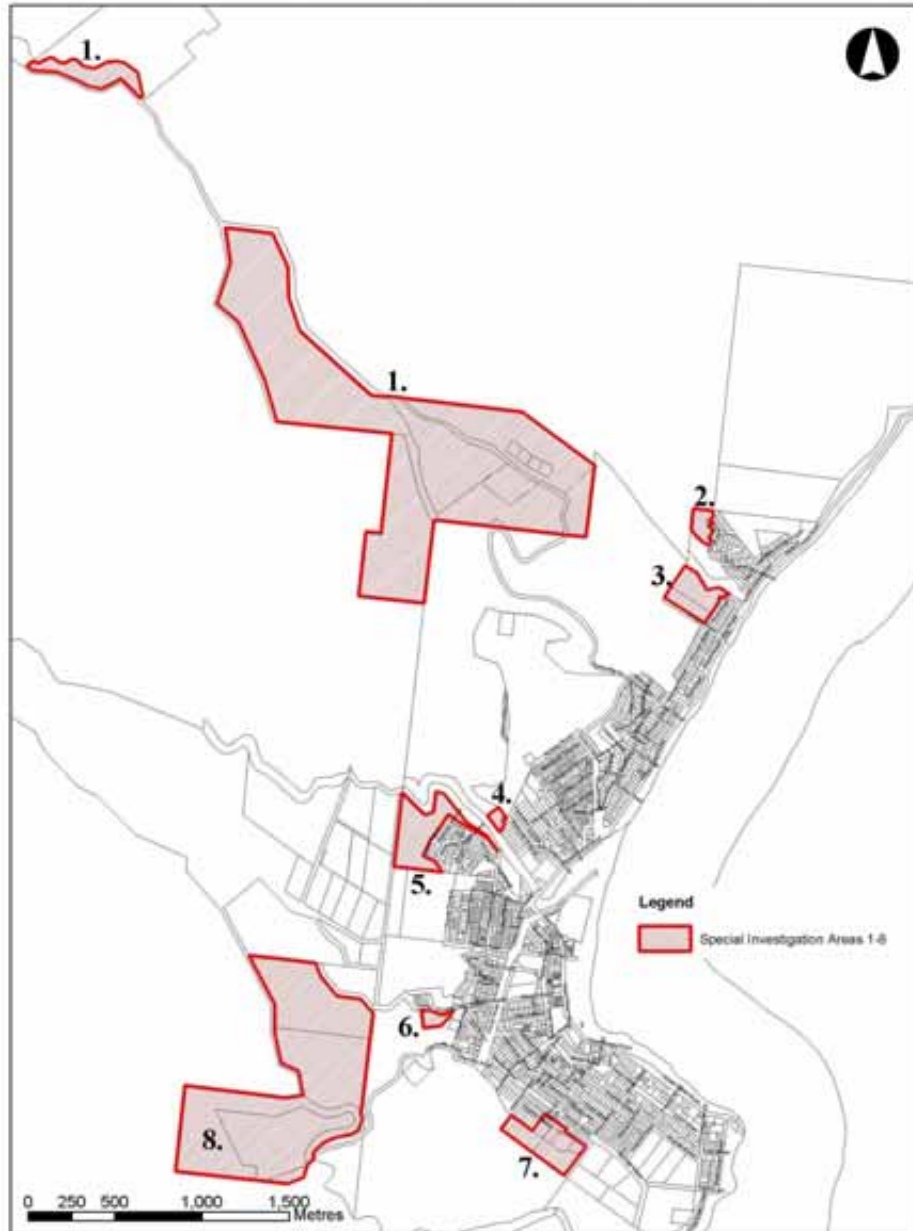 1.
1.
2.
3.
4.
5.
Legend
Special Investigation Areas 1-8
6.
8.
7.
0 250 500 1,000 1,500
Metres